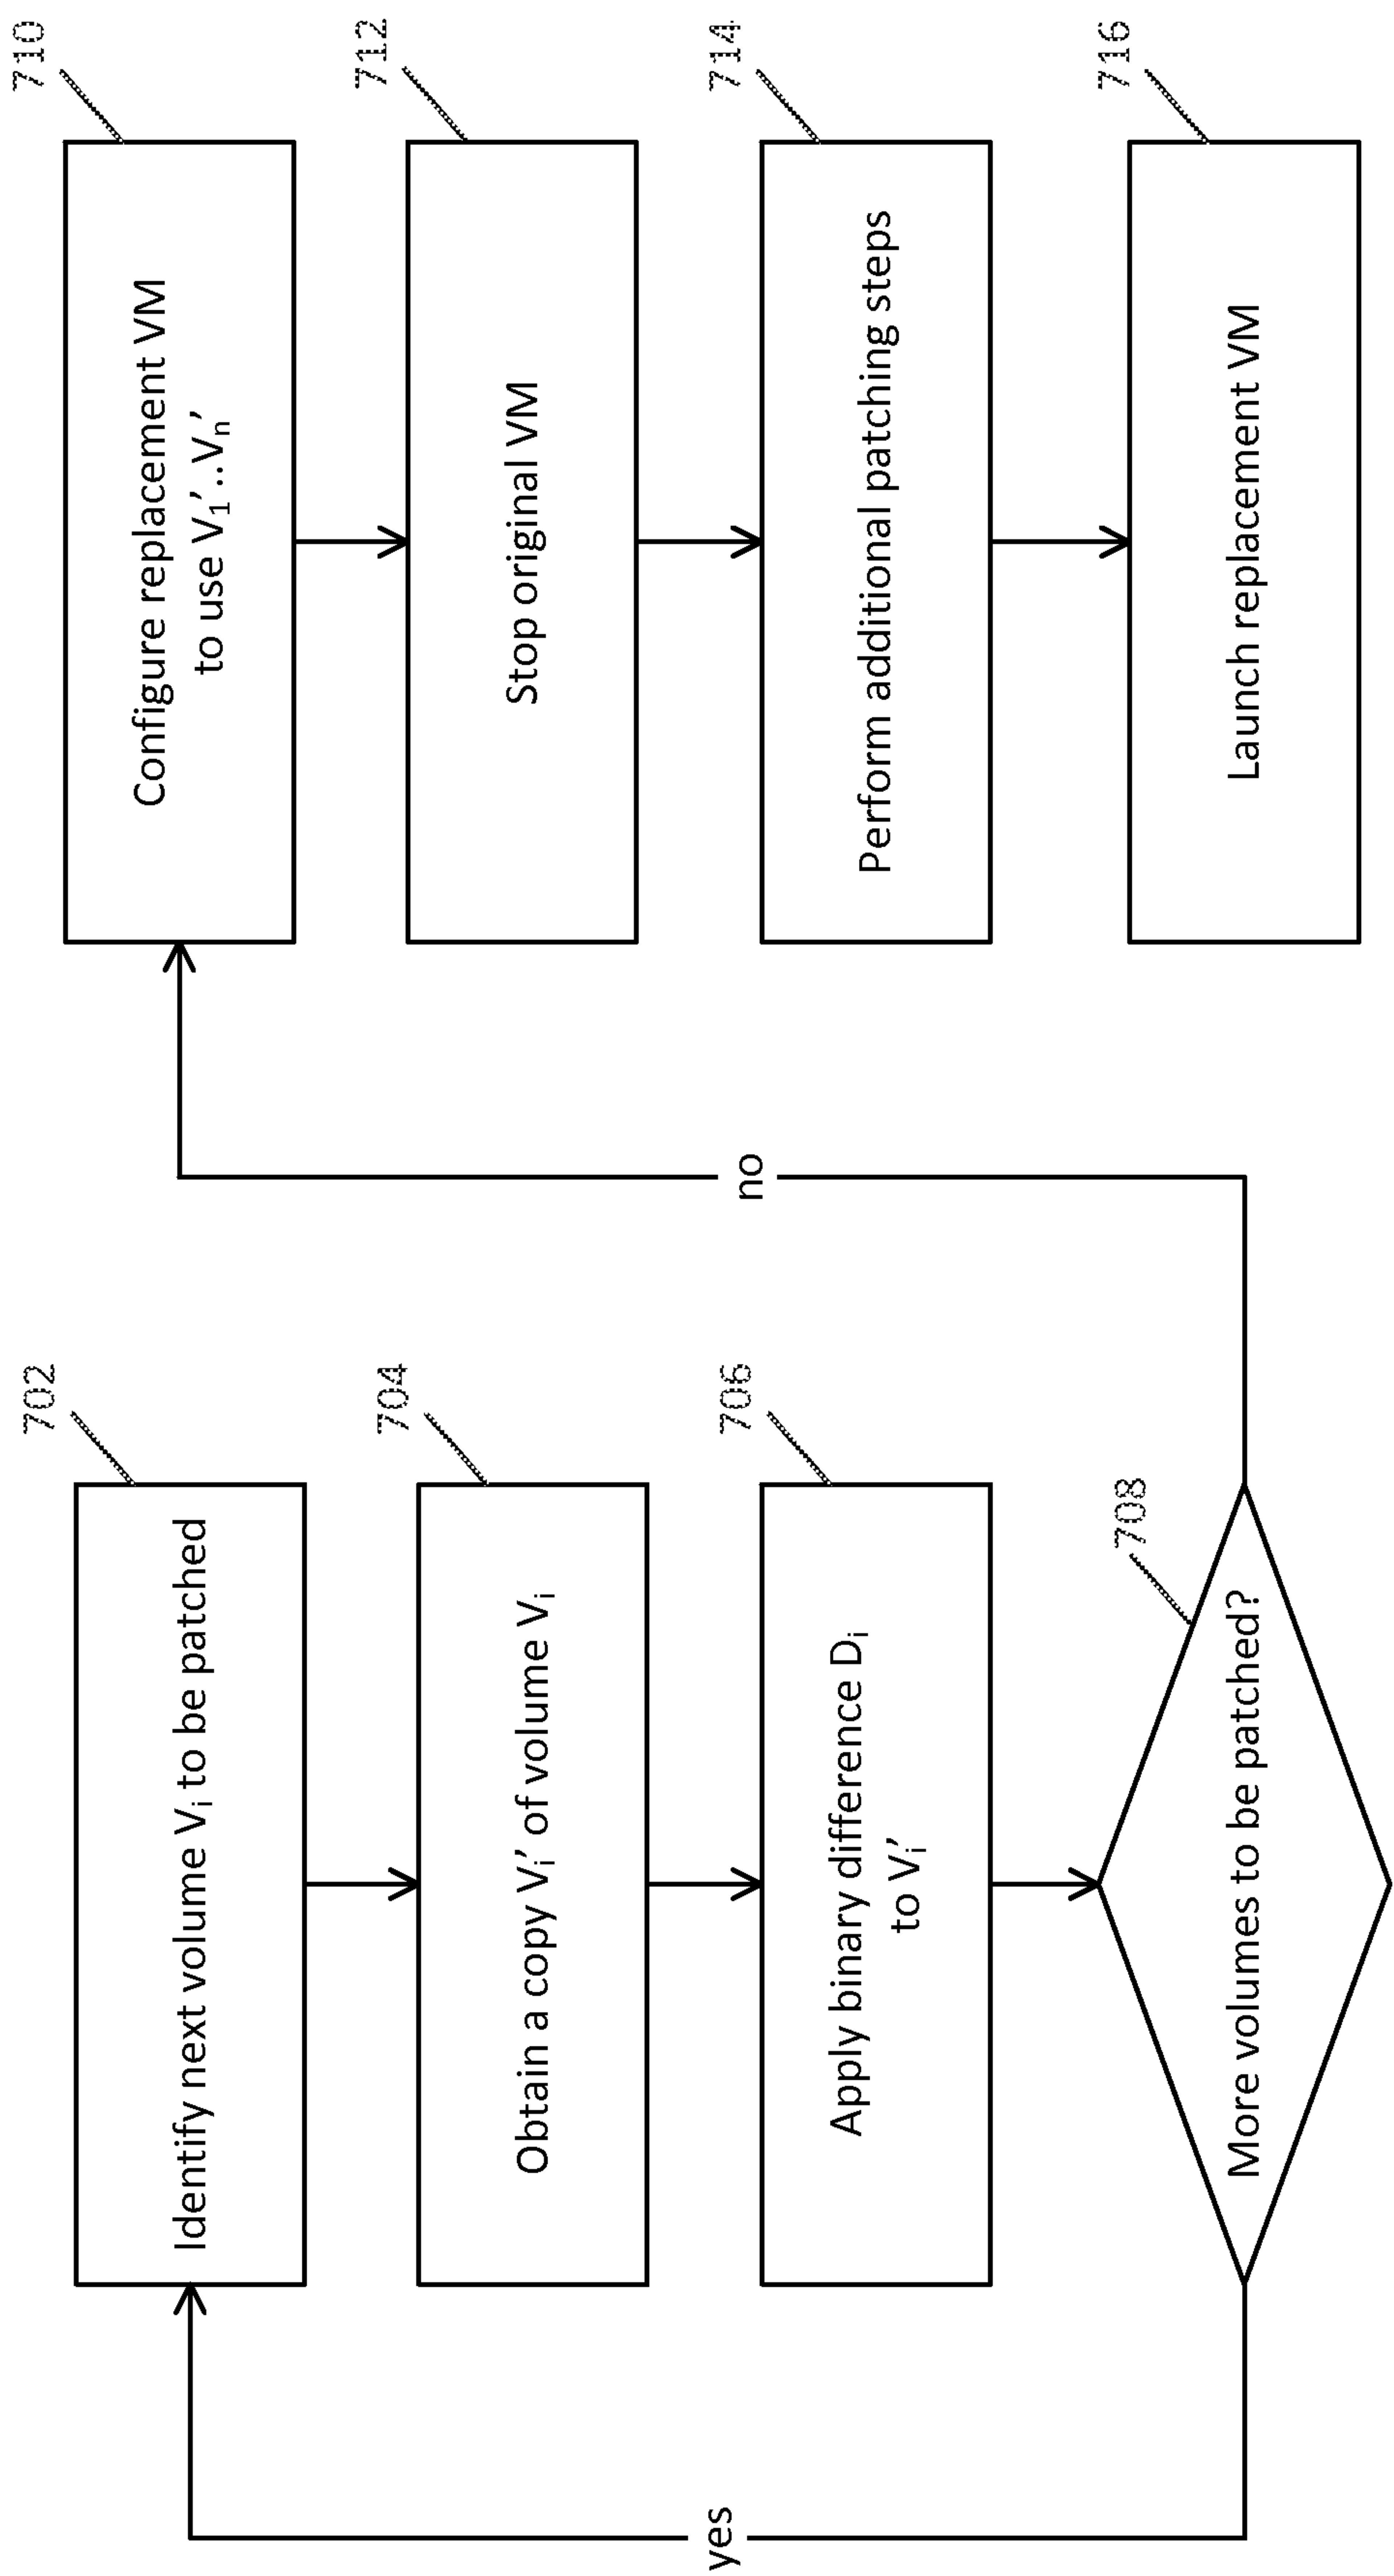 702
Identify next volume Vi to be patched
704
Obtain a copy Vi’ of volume Vi
706
Apply binary difference Di
to Vi’
708
More volumes to be patched?
yes
no
710
Configure replacement VM
to use V1’..Vn’
712
Stop original VM
714
Perform additional patching steps
716
Launch replacement VM